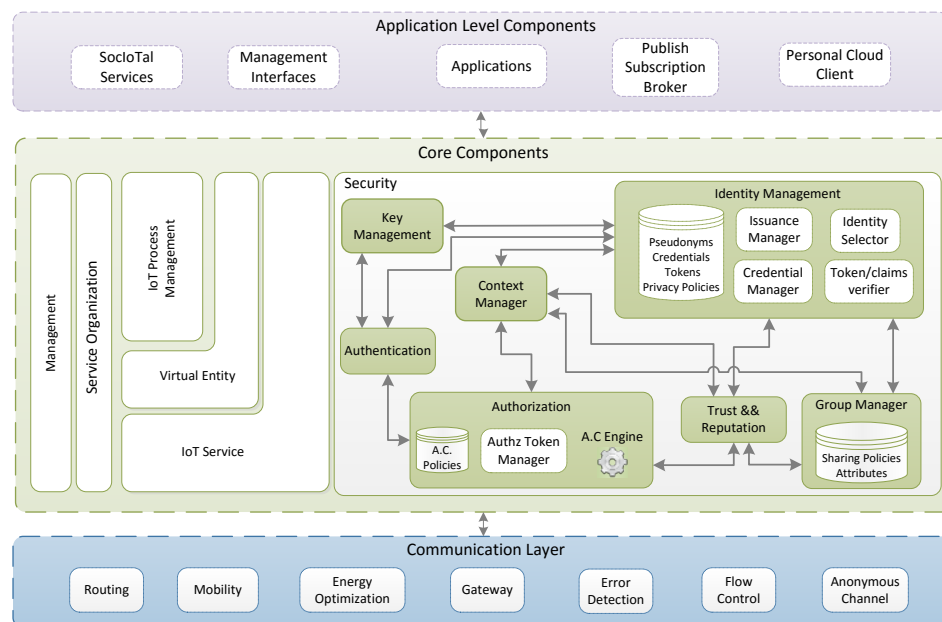 Application Level Components
SocIoTal
Services
Management
Interfaces
Applications
Publish
Subscription
Broker
Personal Cloud
Client
Core Components
Management
Service Organization
IoT Process
Management
Virtual Entity
IoT Service
Security
Key
Management
Authentication
Context
Manager
Identity Management
Pseudonyms
Credentials
Tokens
Privacy Policies
Issuance
Manager
Identity
Selector
Credential
Manager
Token/claims
verifier
Authorization
A.C.
Policies
Authz Token
Manager
A.C Engine
Trust &&
Reputation
Group Manager
Sharing Policies
Attributes
Communication Layer
Routing
Mobility
Energy
Optimization
Gateway
Error
Detection
Flow
Control
Anonymous
Channel